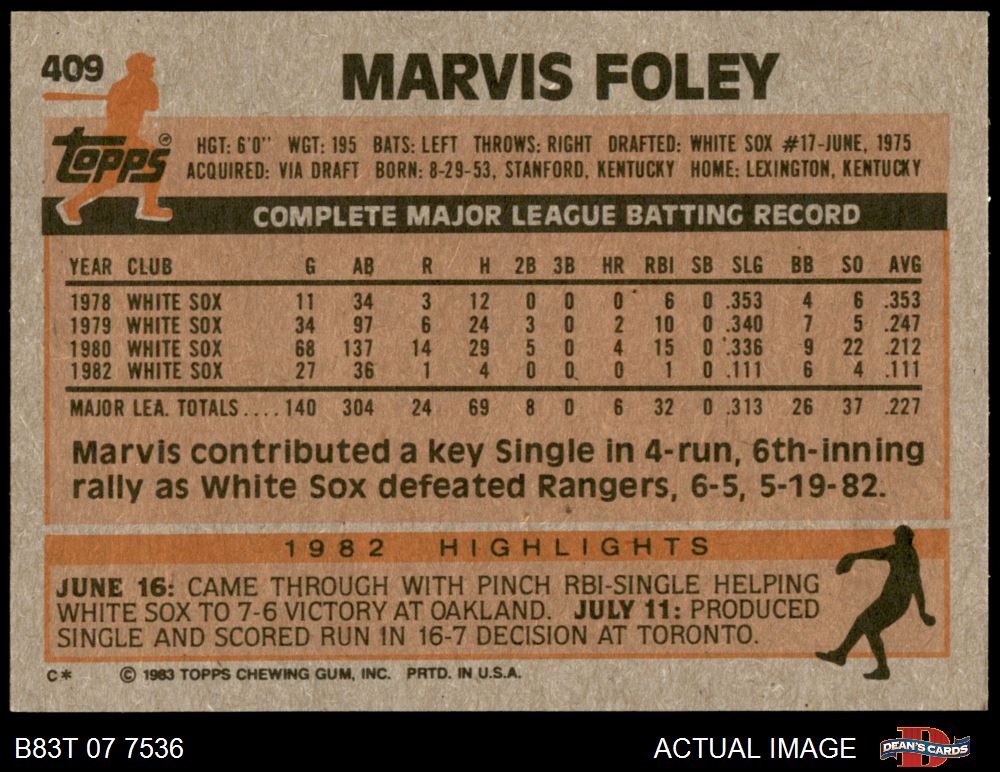 409
MARVIS FOLEY
topps®
HGT: 6'0" WGT: 195 BATS: LEFT THROWS: RIGHT DRAFTED: WHITE SOX #17-JUNE, 1975
ACQUIRED: VIA DRAFT BORN: 8-29-53, STANFORD, KENTUCKY HOME: LEXINGTON, KENTUCKY
COMPLETE MAJOR LEAGUE BATTING RECORD
YEAR CLUB G AB R H 2B 3B HR RBI SB SLG BB SO AVG
1978 WHITE SOX 11 34 3 12 0 0 0 6 0 .353 4 6 .353
1979 WHITE SOX 34 97 6 24 3 0 2 10 0 .340 7 5 .247
1980 WHITE SOX 68 137 14 29 5 0 4 15 0 .336 9 22 .212
1982 WHITE SOX 27 36 1 4 0 0 0 1 0 .111 6 4 .111
MAJOR LEA. TOTALS.... 140 304 24 69 8 0 6 32 0 .313 26 37 .227
Marvis contributed a key Single in 4-run, 6th-inning
rally as White Sox defeated Rangers, 6-5, 5-19-82.
1982 HIGHLIGHTS
JUNE 16: CAME THROUGH WITH PINCH RBI-SINGLE HELPING
WHITE SOX TO 7-6 VICTORY AT OAKLAND. JULY 11: PRODUCED
SINGLE AND SCORED RUN IN 16-7 DECISION AT TORONTO.
C* © 1983 TOPPS CHEWING GUM, INC. PRTD. IN U.S.A.
B83T 07 7536 ACTUAL IMAGE D DEAN'S CARDS